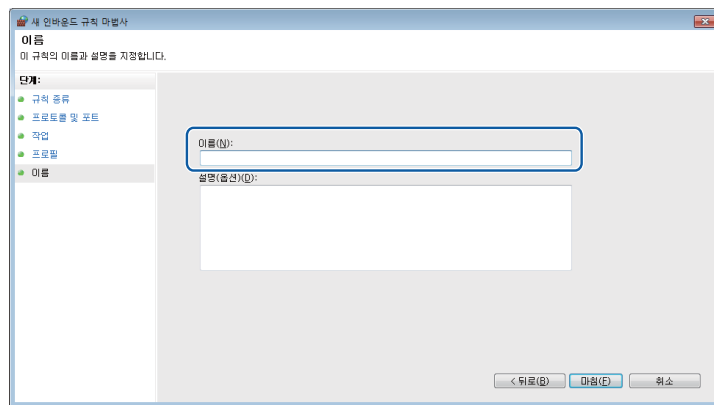 새 인바운드 규칙 마법사
이름
이 규칙의 이름과 설명을 지정합니다.
단계:
규칙 종류
프로토콜 및 포트
작업
프로필
이름
이름(N):
설명(옵션)(D):
< 뒤로(B) 마침(F) 취소